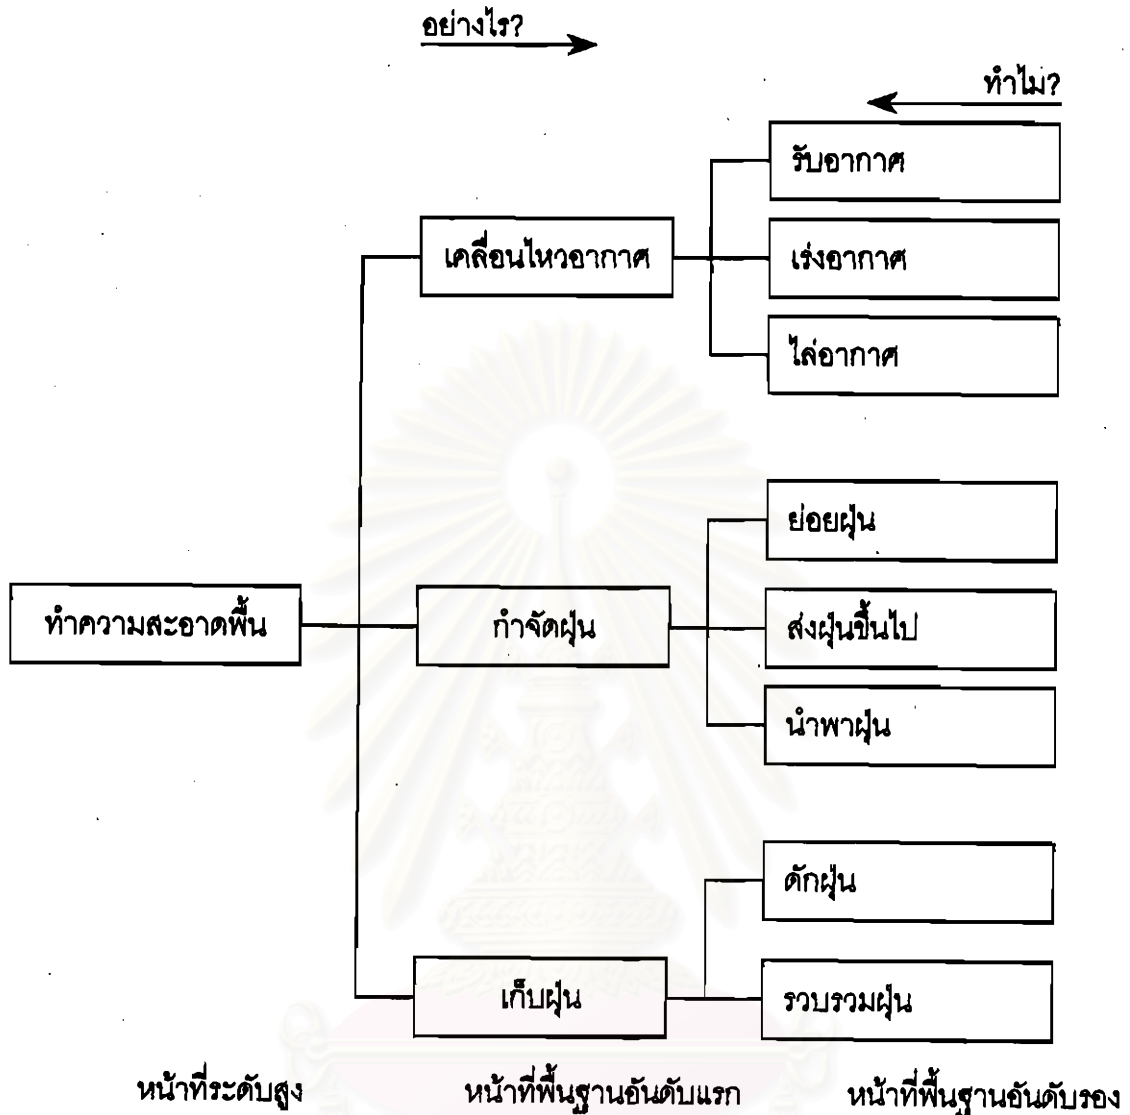 อย่างไร?
ทำไม่?
รับอากาศ
เคลื่อนไหวอากาศ
เร่งอากาศ
ไล่อากาศ
ย่อยฝุ่น
ทำความสะอาดพื้น
กำจัดฝุ่น
ส่งฝุ่นขึ้นไป
นำพาฝุ่น
ดักฝุ่น
เก็บฝุ่น
รวบรวมฝุ่น
หน้าที่ระดับสูง
หน้าที่พื้นฐานอันดับแรก
หน้าที่พื้นฐานอันดับรอง